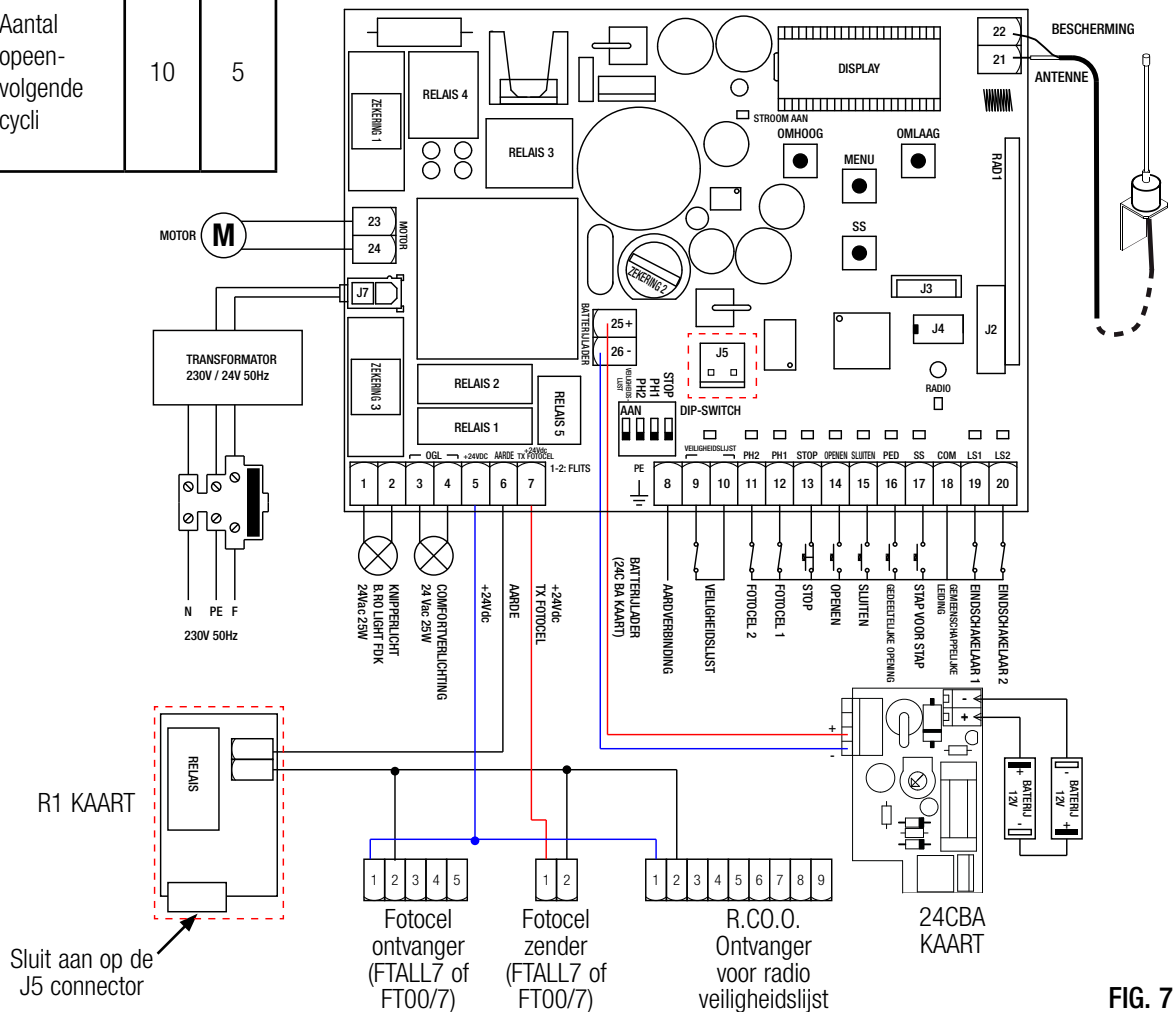 Aantal
opeen-
volgende
cycli
10
5
22
21
BESCHERMING
ANTENNE
DISPLAY
RELAIS 4
ZEKERING 1
RELAIS 3
STROOM AAN
OMHOOG
OMLAAG
MENU
SS
RAD1
MOTOR
M
23
24
MOTOR
J7
ZEKERING 2
BATTERIJLADER
25+
26 -
J5
J3
J4
J2
RADIO
TRANSFORMATOR
230V / 24V 50Hz
ZEKERING 3
RELAIS 2
RELAIS 1
RELAIS 5
VEILIGHEIDS-
LIJST
PH2
PH1
STOP
AAN
DIP-SWITCH
OGL
+24VDC
AARDE
+24Vdc
TX FOTOCEL
1-2: FLITS
PE
VEILIGHEIDSLIJST
PH2
PH1
STOP
OPENEN
SLUITEN
PED
SS
COM
LS1
LS2
1
2
3
4
5
6
7
8
9
10
11
12
13
14
15
16
17
18
19
20
N
PE
F
230V 50Hz
KNIPPERLICHT
B.RO LIGHT FDK
24Vac 25W
COMFORTVERLICHTING
24 Vac 25W
+24Vdc
AARDE
+24Vdc
TX FOTOCEL
BATTERIJLADER
(24C BA KAART)
AARDVERBINDING
VEILIGHEIDSLIJST
FOTOCEL 2
FOTOCEL 1
STOP
OPENEN
SLUITEN
GEDEELTELIJKE OPENING
STAP VOOR STAP
GEMEENSCHAPPELIJKE
LEIDING
EINDSCHAKELAAR 1
EINDSCHAKELAAR 2
R1 KAART
RELAIS
Sluit aan op de
J5 connector
1
2
3
4
5
Fotocel
ontvanger
(FTALL7 of
FT00/7)
1
2
Fotocel
zender
(FTALL7 of
FT00/7)
1
2
3
4
5
6
7
8
9
R.CO.O.
Ontvanger
voor radio
veiligheidslijst
+
-
-
+
24CBA
KAART
+
BATERIJ
12V
-
-
BATERIJ
12V
+
FIG. 7